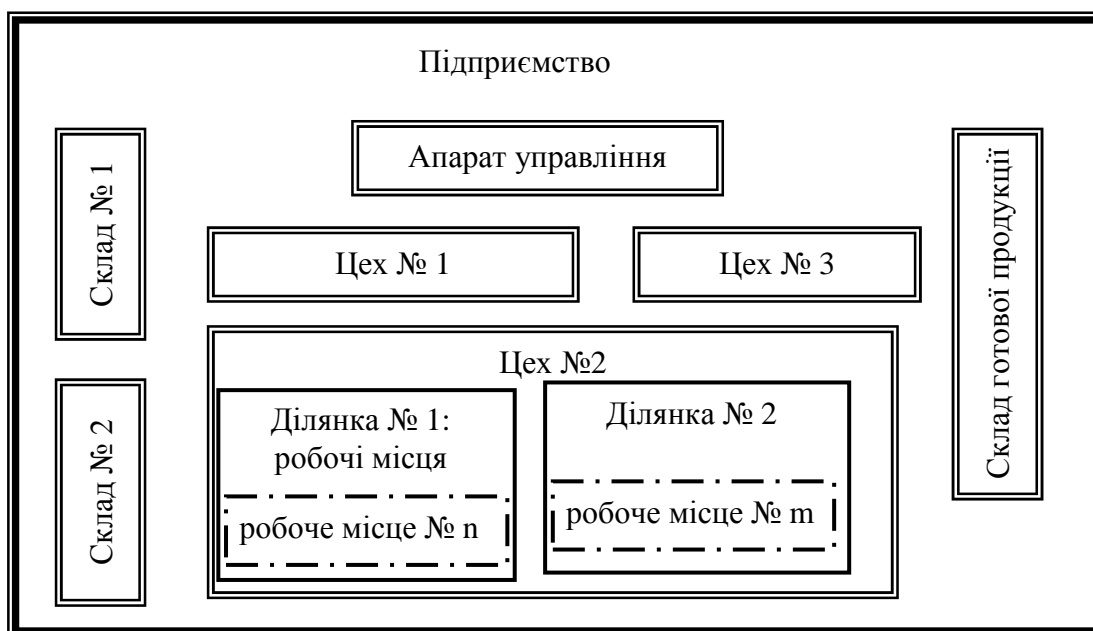 Підприємство
Апарат управління
Склад № 1
Цех № 1
Цех № 3
Склад готової продукції
Цех №2
Склад № 2
Ділянка № 1:
робочі місця
робоче місце № n
Ділянка № 2
робоче місце № m